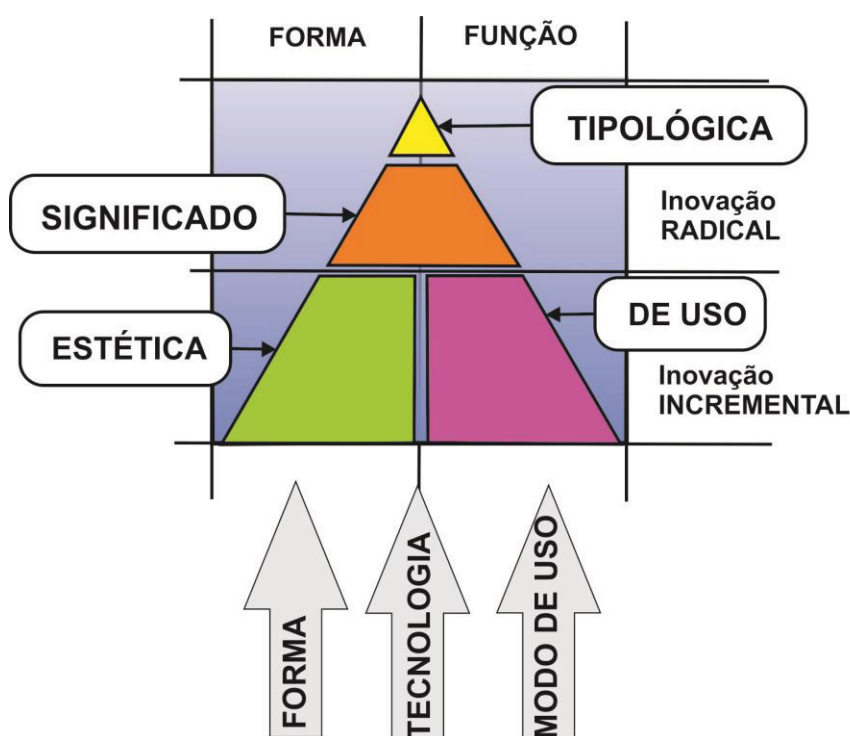 FORMA
FUNÇÃO
TIPOLÓGICA
SIGNIFICADO
Inovação
RADICAL
ESTÉTICA
DE USO
Inovação
INCREMENTAL
FORMA
TECNOLOGIA
MODO DE USO